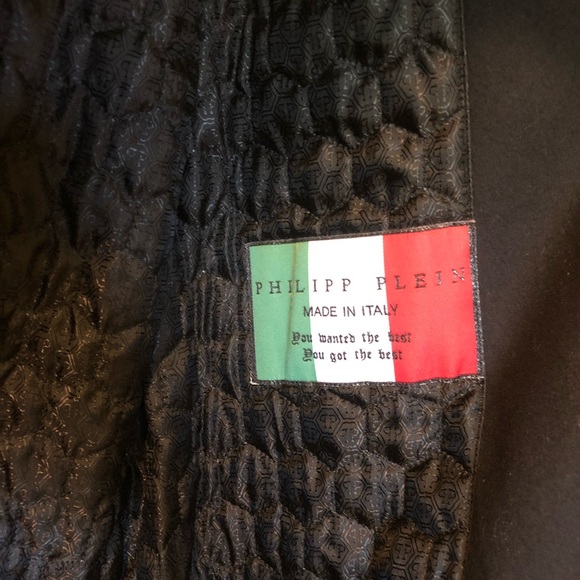 PHILIPP PLEIN
MADE IN ITALY
You wanted the best
You got the best